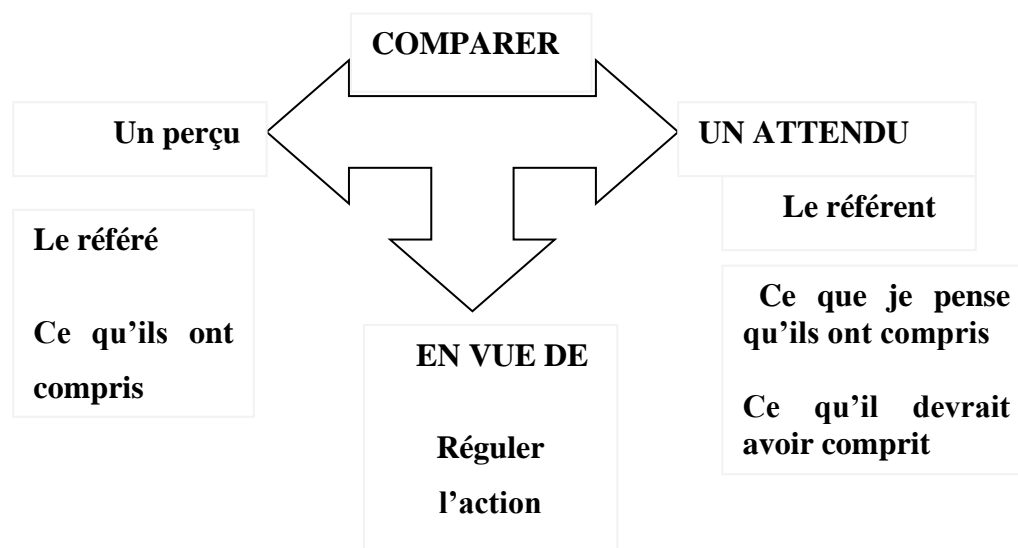 COMPARER
Un perçu
UN ATTENDU
Le référent
Le référé
Ce qu’ils ont
compris
Ce que je pense
qu’ils ont compris
Ce qu’il devrait
avoir comprit
EN VUE DE
Réguler
l’action